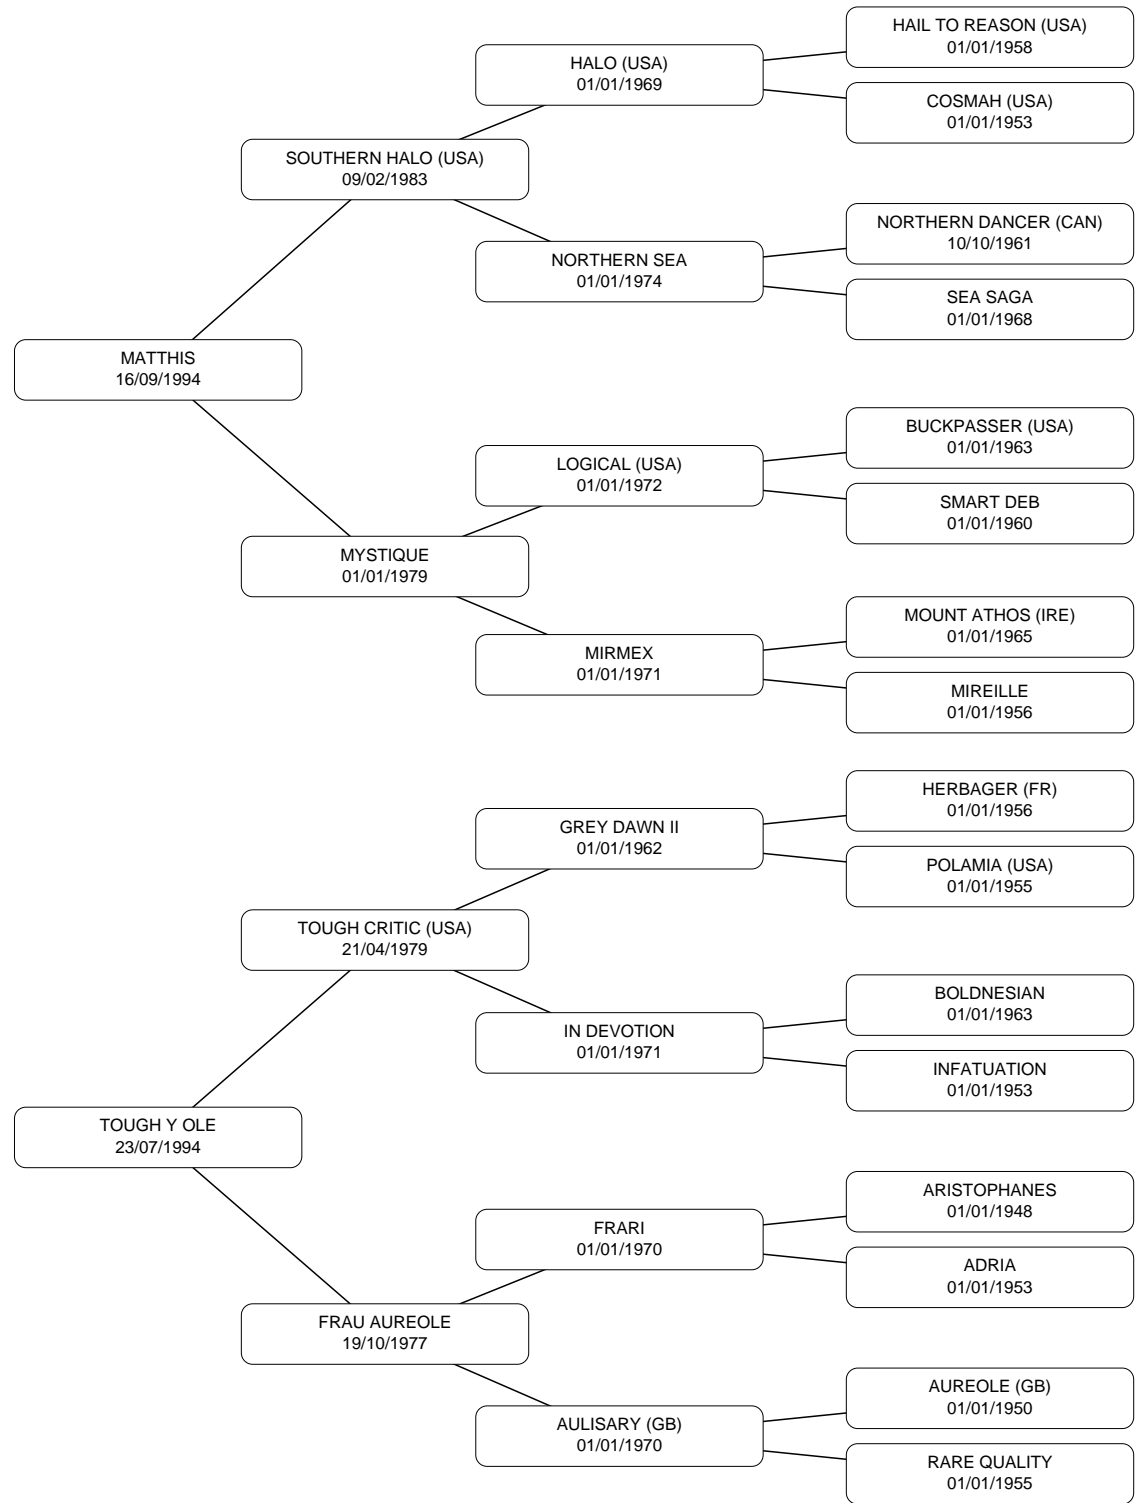 HAIL TO REASON (USA)
01/01/1958
HALO (USA)
01/01/1969
COSMAH (USA)
01/01/1953
SOUTHERN HALO (USA)
09/02/1983
NORTHERN DANCER (CAN)
10/10/1961
NORTHERN SEA
01/01/1974
SEA SAGA
01/01/1968
MATTHIS
16/09/1994
BUCKPASSER (USA)
01/01/1963
LOGICAL (USA)
01/01/1972
SMART DEB
01/01/1960
MYSTIQUE
01/01/1979
MOUNT ATHOS (IRE)
01/01/1965
MIRMEX
01/01/1971
MIREILLE
01/01/1956
HERBAGER (FR)
01/01/1956
GREY DAWN II
01/01/1962
POLAMIA (USA)
01/01/1955
TOUGH CRITIC (USA)
21/04/1979
BOLDNESIAN
01/01/1963
IN DEVOTION
01/01/1971
INFATUATION
01/01/1953
TOUGH Y OLE
23/07/1994
ARISTOPHANES
01/01/1948
FRARI
01/01/1970
ADRIA
01/01/1953
FRAU AUREOLE
19/10/1977
AUREOLE (GB)
01/01/1950
AULISARY (GB)
01/01/1970
RARE QUALITY
01/01/1955